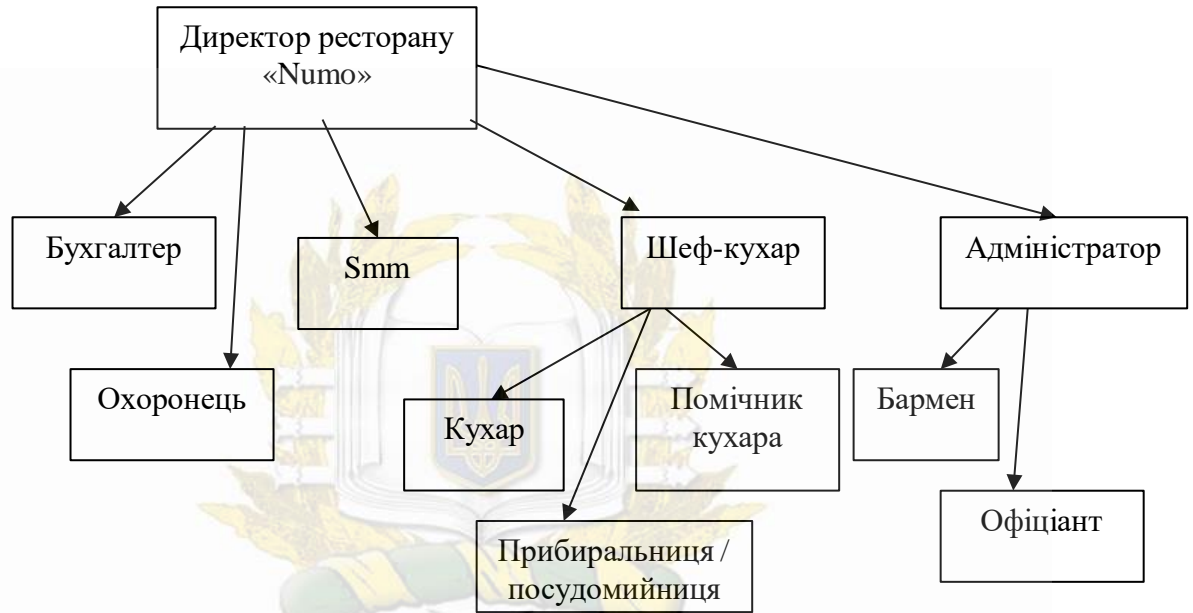 Директор ресторану
«Numo»
Бухгалтер
Smm
Шеф-кухар
Адміністратор
Охоронець
Кухар
Помічник
кухара
Бармен
Офіціант
Прибиральниця /
посудомийниця